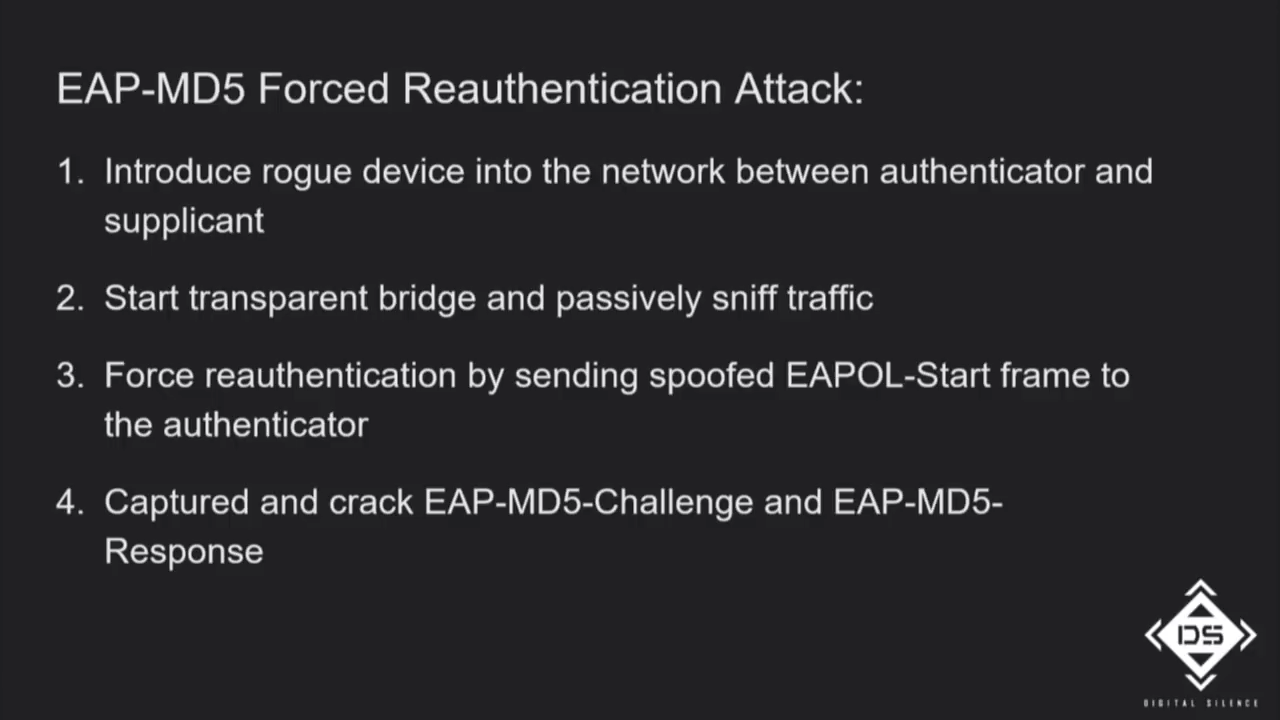 EAP-MD5 Forced Reauthentication Attack:
1. Introduce rogue device into the network between authenticator and
supplicant
2. Start transparent bridge and passively sniff traffic
3. Force reauthentication by sending spoofed EAPOL-Start frame to
the authenticator
4. Captured and crack EAP-MD5-Challenge and EAP-MD5-
Response
DS
DIGITAL SILENCE